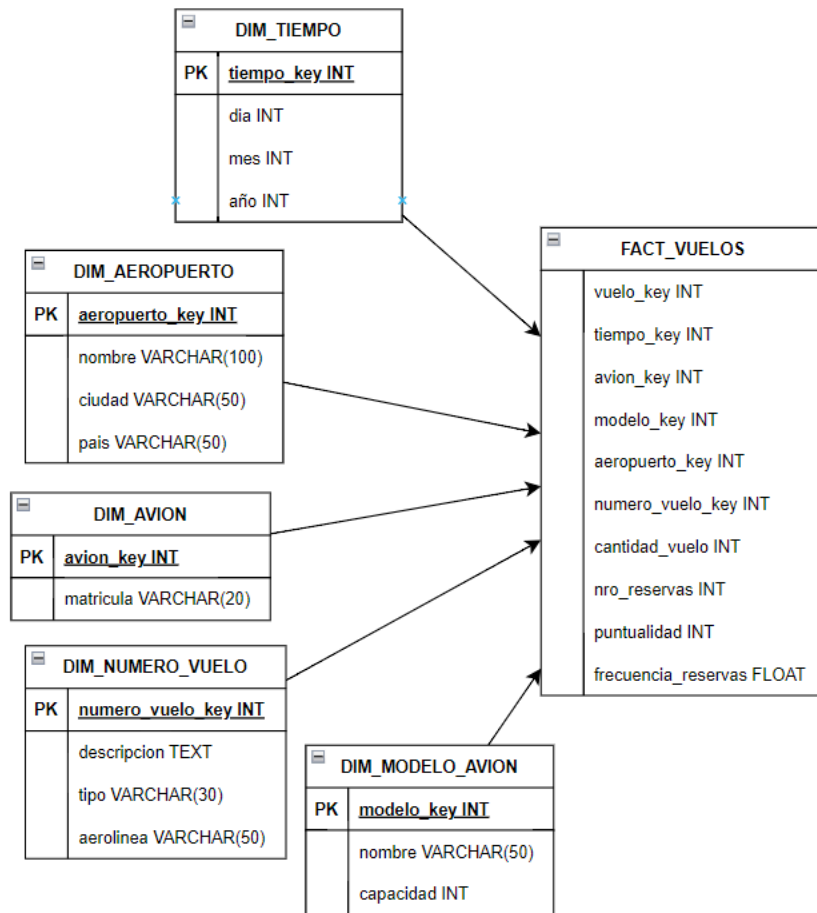 DIM_TIEMPO
PK tiempo_key INT
dia INT
mes INT
año INT
DIM_AEROPUERTO
PK aeropuerto_key INT
nombre VARCHAR(100)
ciudad VARCHAR(50)
pais VARCHAR(50)
DIM_AVION
PK avion_key INT
matricula VARCHAR(20)
DIM_NUMERO_VUELO
PK numero_vuelo_key INT
descripcion TEXT
tipo VARCHAR(30)
aerolinea VARCHAR(50)
DIM_MODELO_AVION
PK modelo_key INT
nombre VARCHAR(50)
capacidad INT
FACT_VUELOS
vuelo_key INT
tiempo_key INT
avion_key INT
modelo_key INT
aeropuerto_key INT
numero_vuelo_key INT
cantidad_vuelo INT
nro_reservas INT
puntualidad INT
frecuencia_reservas FLOAT